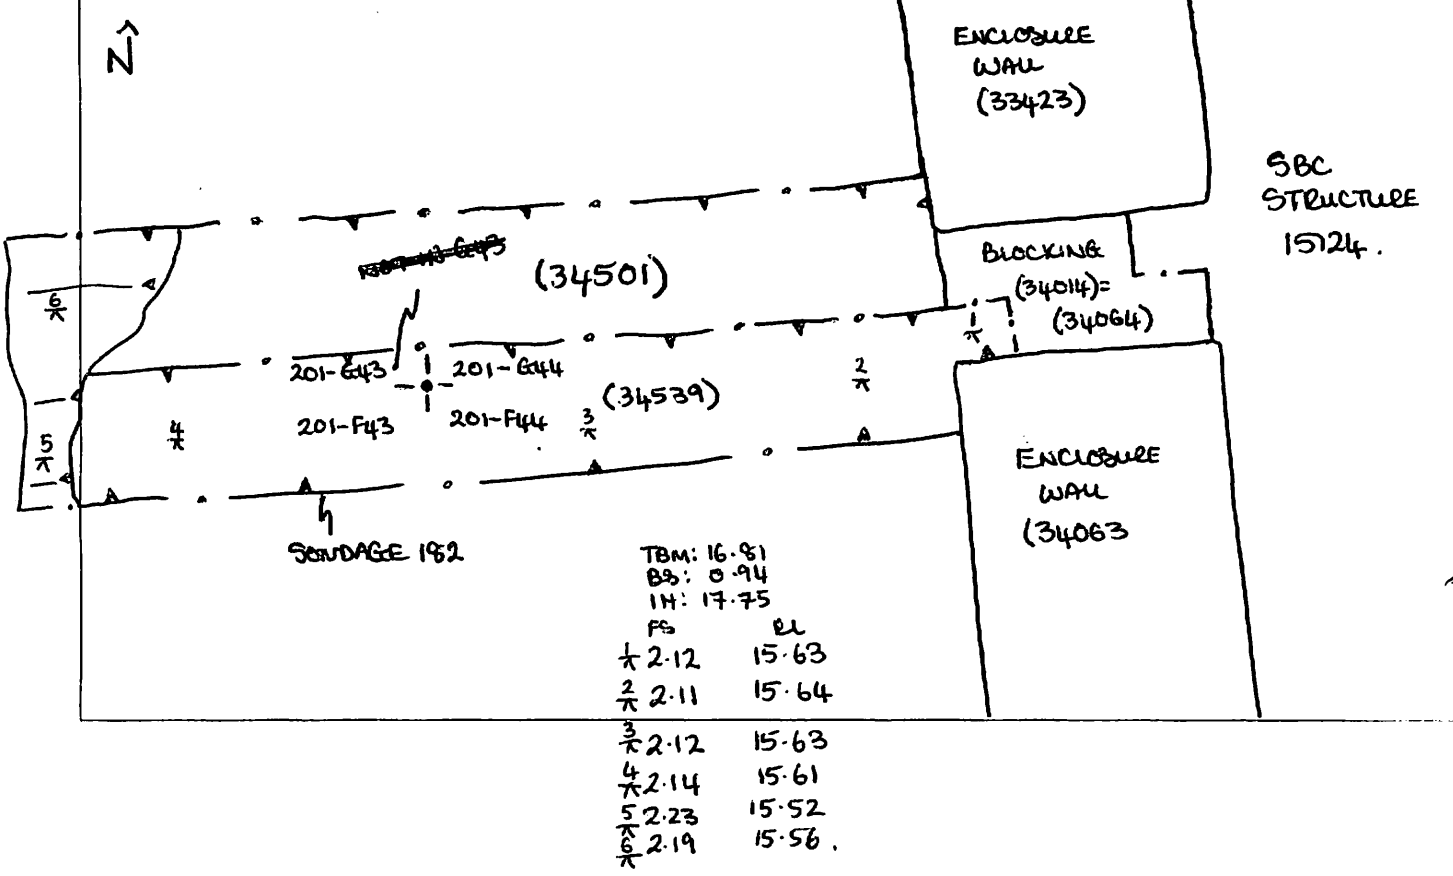 N
ENCLOSURE
WALL
(33423)
SBC
STRUCTURE
15124.
BLOCKING
(34014)=
(34064)
(34501)
6
1
201-G43 201-G44
(34539)
2
201-F43 201-F44
3
4
5
ENCLOSURE
WALL
(34063
SONDAGE 182
TBM: 16.81
BS: 0.94
IH: 17.75
FS RL
1 2.12 15.63
2 2.11 15.64
3 2.12 15.63
4 2.14 15.61
5 2.23 15.52
6 2.19 15.56.